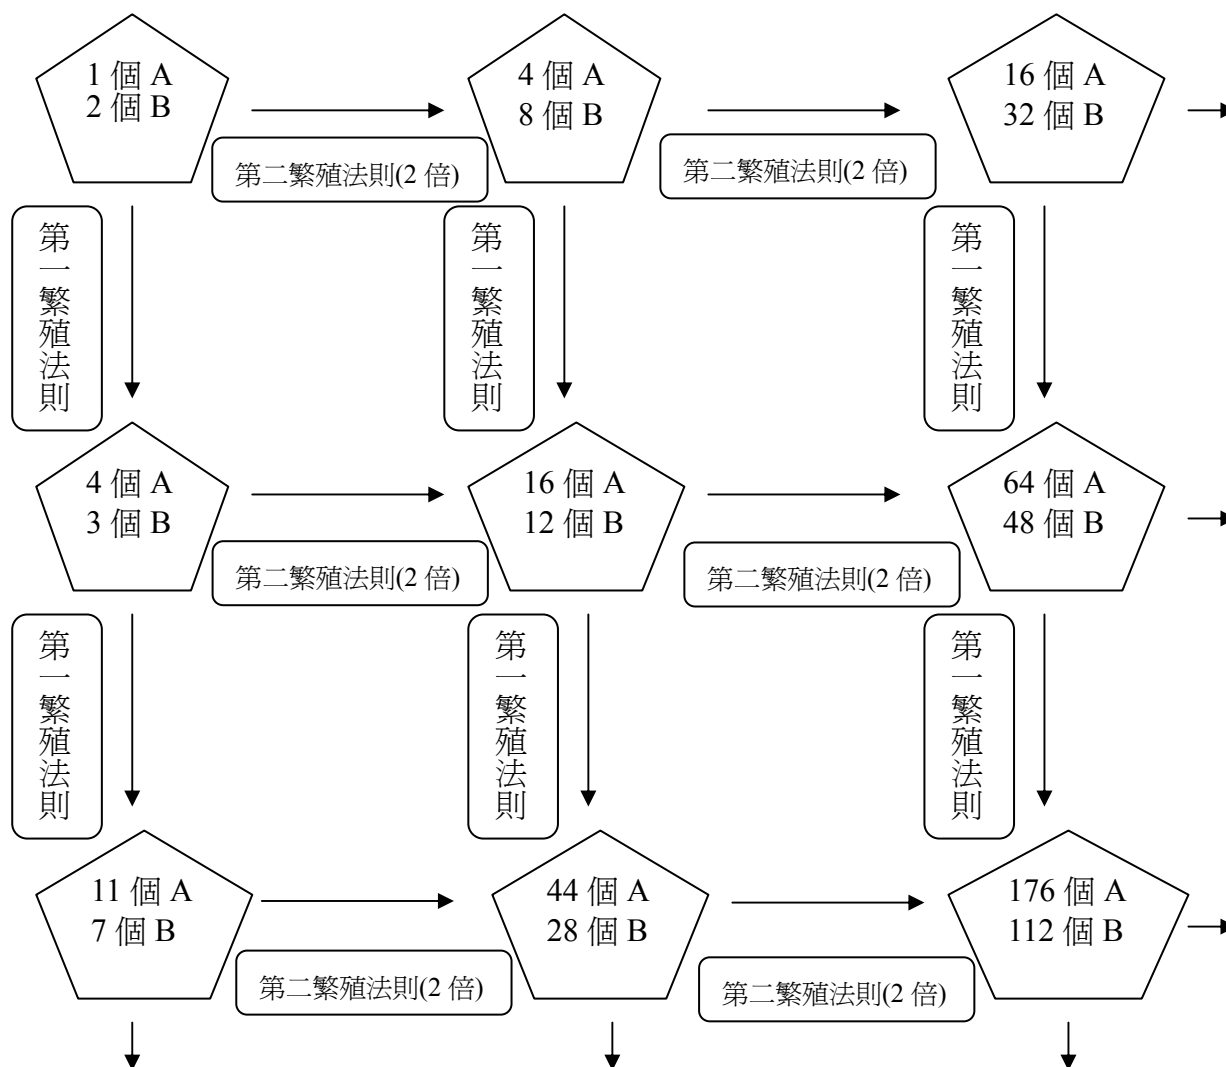 1 個 A
2 個 B
4 個 A
8 個 B
16 個 A
32 個 B
第二繁殖法則(2 倍)
第二繁殖法則(2 倍)
第一繁殖法則
第一繁殖法則
第一繁殖法則
4 個 A
3 個 B
16 個 A
12 個 B
64 個 A
48 個 B
第二繁殖法則(2 倍)
第二繁殖法則(2 倍)
第一繁殖法則
第一繁殖法則
第一繁殖法則
11 個 A
7 個 B
44 個 A
28 個 B
176 個 A
112 個 B
第二繁殖法則(2 倍)
第二繁殖法則(2 倍)